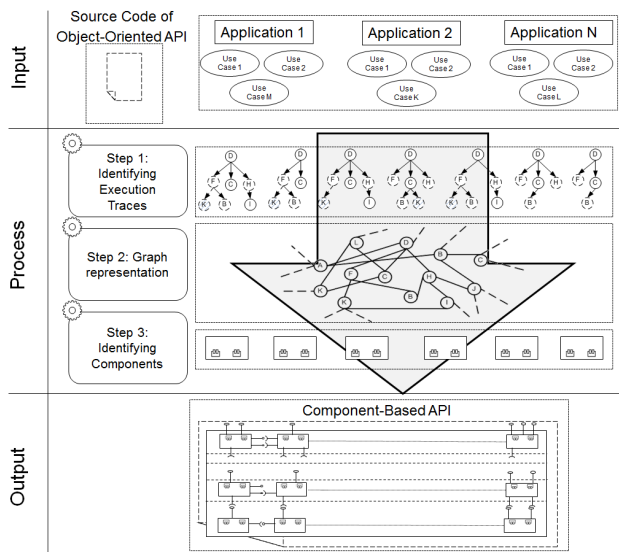 Input
Source Code of
Object-Oriented API
Application 1
Application 2
Application N
Use
Case 1
Use
Case 2
Use
Case M
Use
Case 1
Use
Case 2
Use
Case K
Use
Case 1
Use
Case 2
Use
Case L
Process
Step 1:
Identifying
Execution
Traces
D
F
C
H
K
B
I
D
F
C
K
B
D
F
C
H
K
I
D
F
C
H
B
K
D
F
H
K
B
I
D
C
H
B
I
D
C
B
Step 2: Graph
representation
L
D
B
C
A
F
C
H
K
J
B
K
I
Step 3:
Identifying
Components
Output
Component-Based API